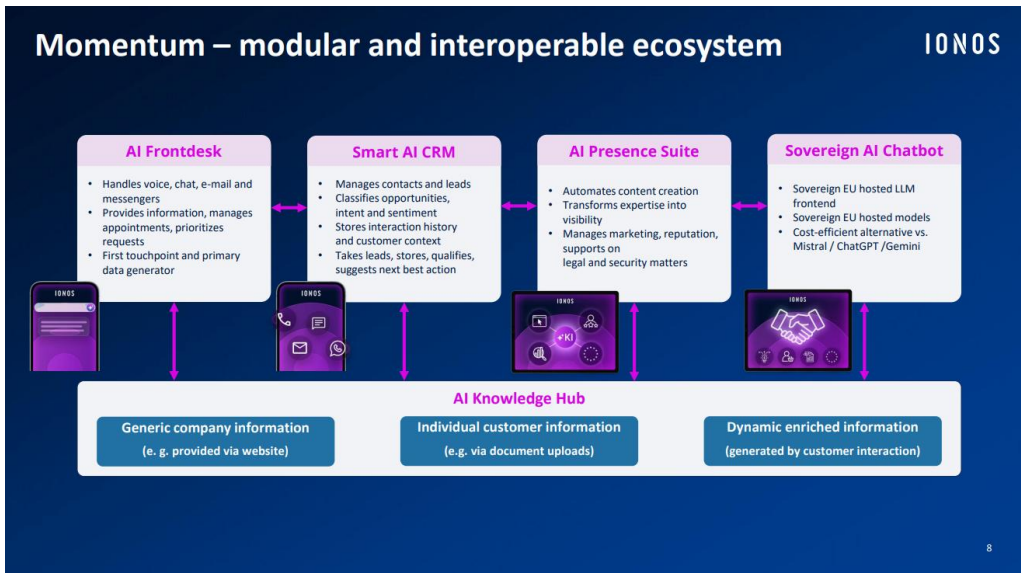 Momentum – modular and interoperable ecosystem
IONOS
AI Frontdesk
• Handles voice, chat, e-mail and
messengers
• Provides information, manages
appointments, prioritizes
requests
• First touchpoint and primary
data generator
Smart AI CRM
• Manages contacts and leads
• Classifies opportunities,
intent and sentiment
• Stores interaction history
and customer context
• Takes leads, stores, qualifies,
suggests next best action
AI Presence Suite
• Automates content creation
• Transforms expertise into
visibility
• Manages marketing, reputation,
supports on
legal and security matters
Sovereign AI Chatbot
• Sovereign EU hosted LLM
frontend
• Sovereign EU hosted models
• Cost-efficient alternative vs.
Mistral / ChatGPT /Gemini
IONOS
IONOS
IONOS
KI
IONOS
AI Knowledge Hub
Generic company information
(e. g. provided via website)
Individual customer information
(e.g. via document uploads)
Dynamic enriched information
(generated by customer interaction)
8